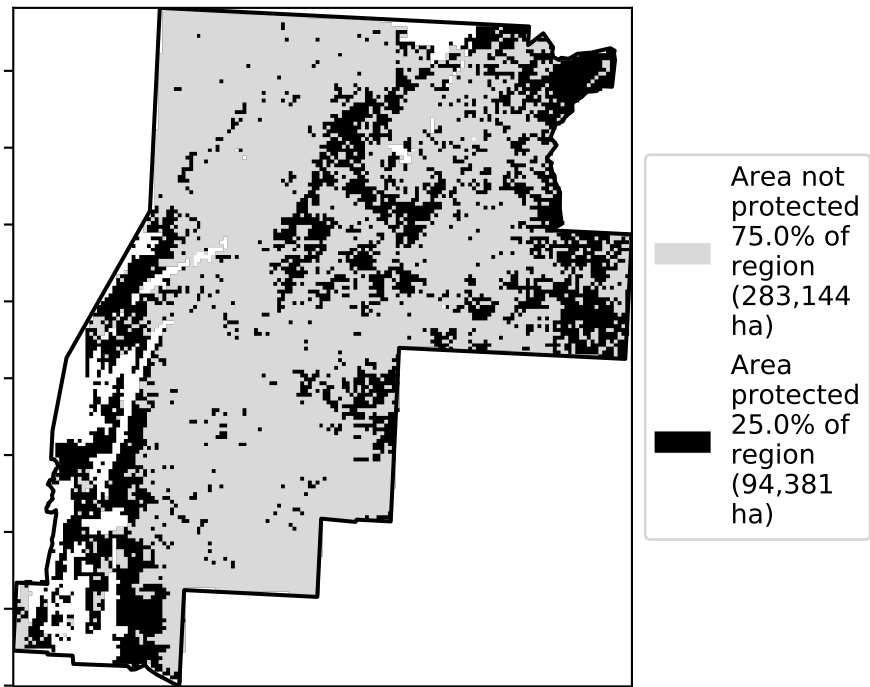 Area not
protected
75.0% of
region
(283,144
ha)
Area
protected
25.0% of
region
(94,381
ha)